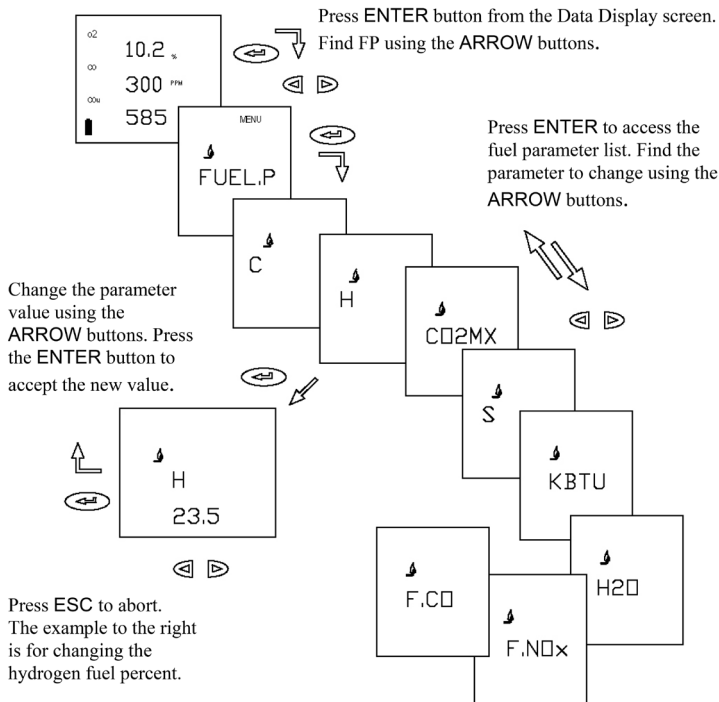 Press ENTER button from the Data Display screen.
Find FP using the ARROW buttons.
o2
10.2 %
co
300 PPM
COu
585
MENU
FUEL.P
Press ENTER to access the
fuel parameter list. Find the
parameter to change using the
ARROW buttons.
C
H
CO2MX
S
KBTU
H2O
F.NOx
F.CO
Change the parameter
value using the
ARROW buttons. Press
the ENTER button to
accept the new value.
H
23.5
Press ESC to abort.
The example to the right
is for changing the
hydrogen fuel percent.